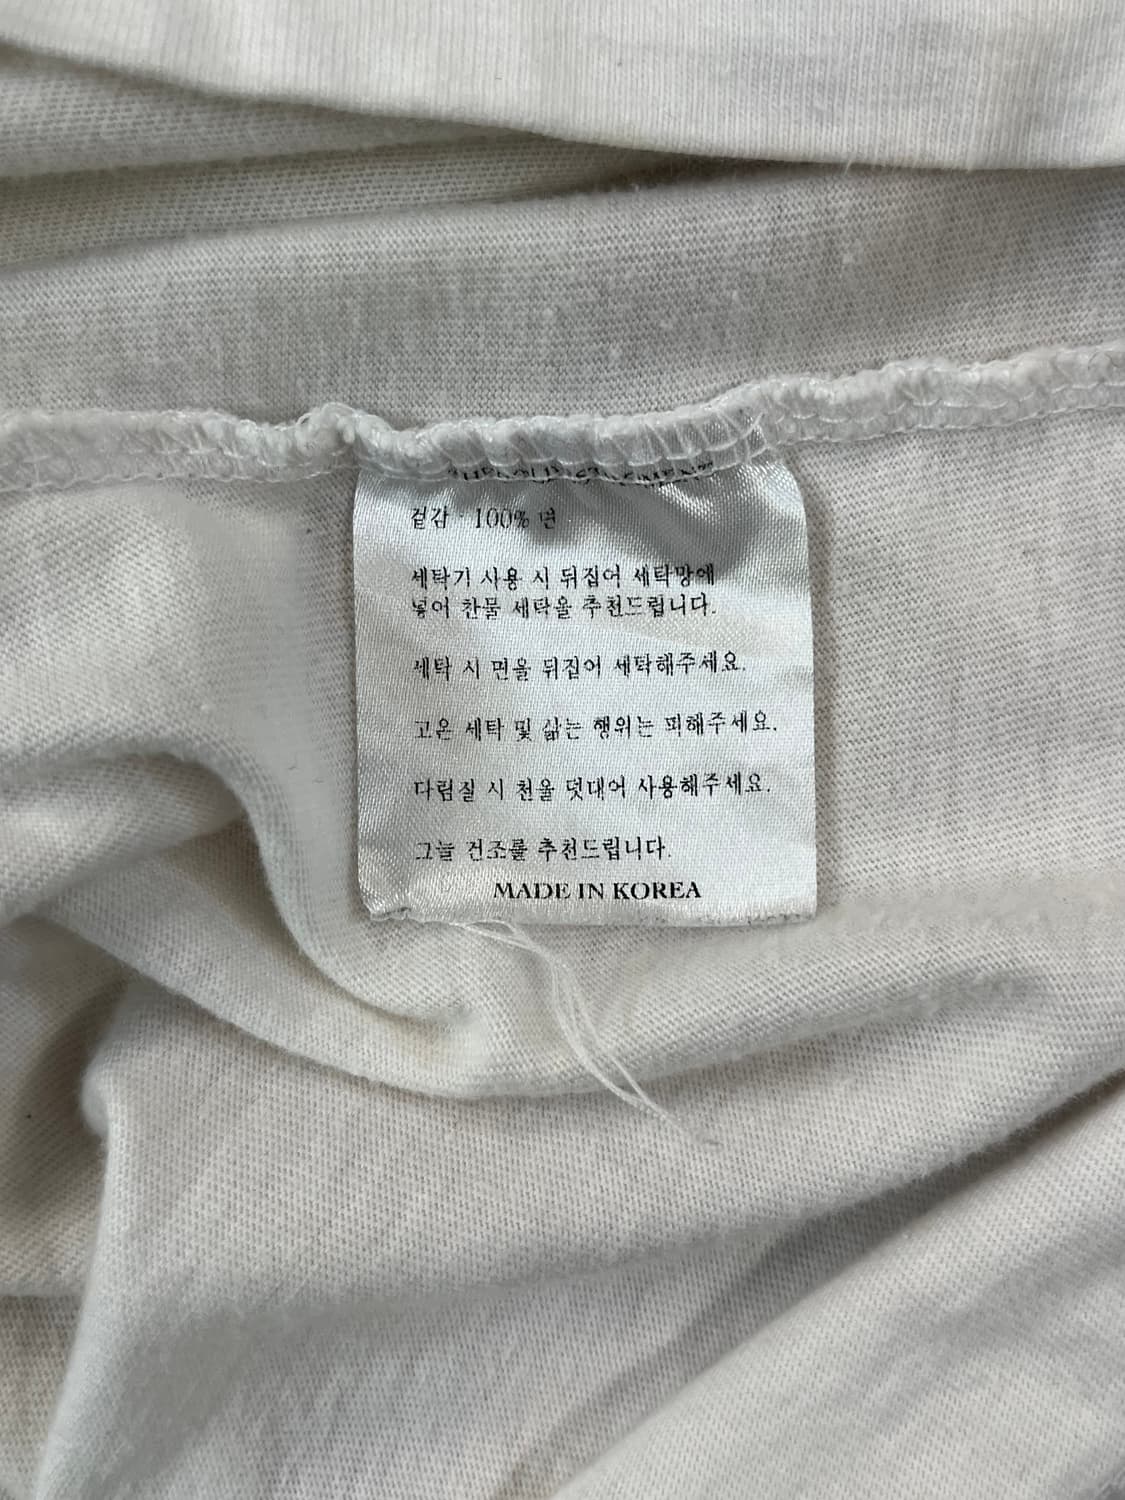 겉감 : 100% 면
세탁기 사용 시 뒤집어 세탁망에
넣어 찬물 세탁을 추천드립니다.
세탁 시 면을 뒤집어 세탁해주세요.
고온 세탁 및 삶는 행위는 피해주세요.
다림질 시 천을 덧대어 사용해주세요.
그늘 건조를 추천드립니다.
MADE IN KOREA